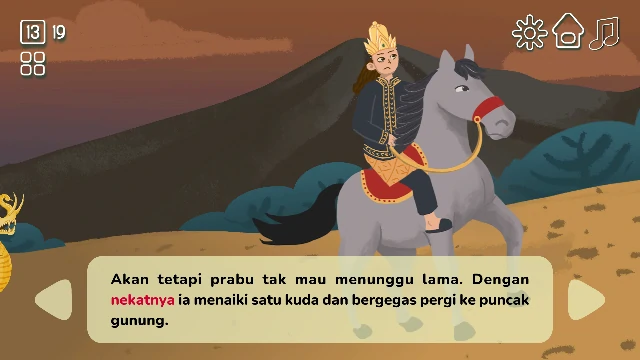 13 19
Akan tetapi prabu tak mau menunggu lama. Dengan
nekatnya ia menaiki satu kuda dan bergegas pergi ke puncak
gunung.